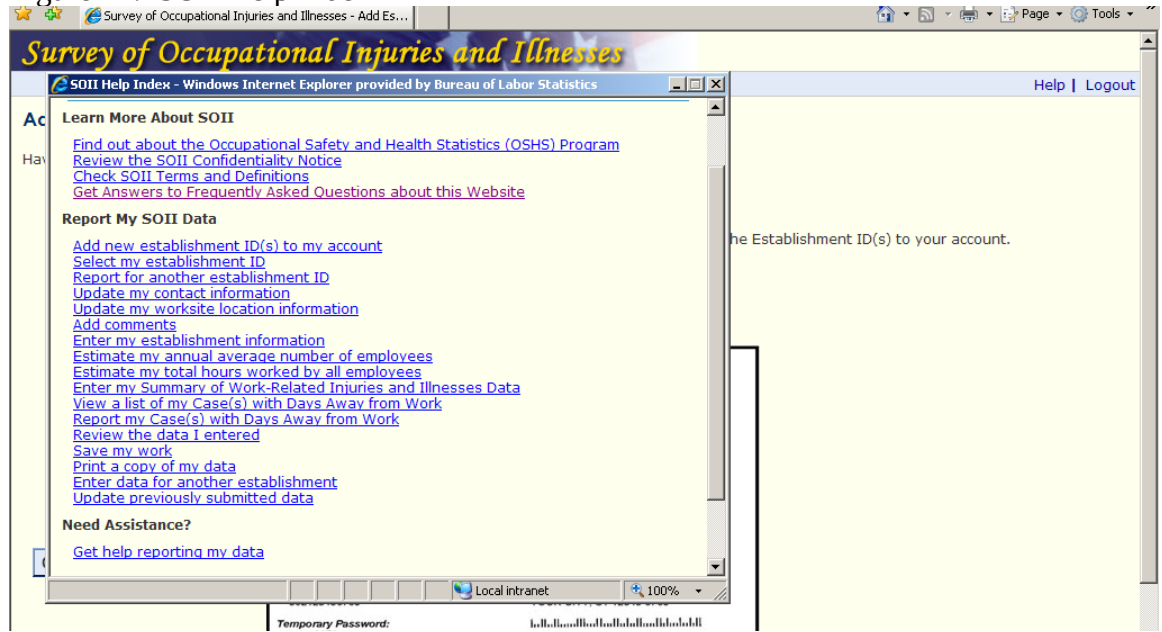 Survey of Occupational Injuries and Illnesses - Add Es...
Page
Tools
Survey of Occupational Injuries and Illnesses
Help | Logout
SOII Help Index - Windows Internet Explorer provided by Bureau of Labor Statistics
Learn More About SOII
Find out about the Occupational Safety and Health Statistics (OSHS) Program
Review the SOII Confidentiality Notice
Check SOII Terms and Definitions
Get Answers to Frequently Asked Questions about this Website
Report My SOII Data
he Establishment ID(s) to your account.
Add new establishment ID(s) to my account
Select my establishment ID
Report for another establishment ID
Update my contact information
Update my worksite location information
Add comments
Enter my establishment information
Estimate my annual average number of employees
Estimate my total hours worked by all employees
Enter my Summary of Work-Related Injuries and Illnesses Data
View a list of my Case(s) with Days Away from Work
Report my Case(s) with Days Away from Work
Review the data I entered
Save my work
Print a copy of my data
Enter data for another establishment
Update previously submitted data
Need Assistance?
Get help reporting my data
Local intranet
100%
Temporary Password: